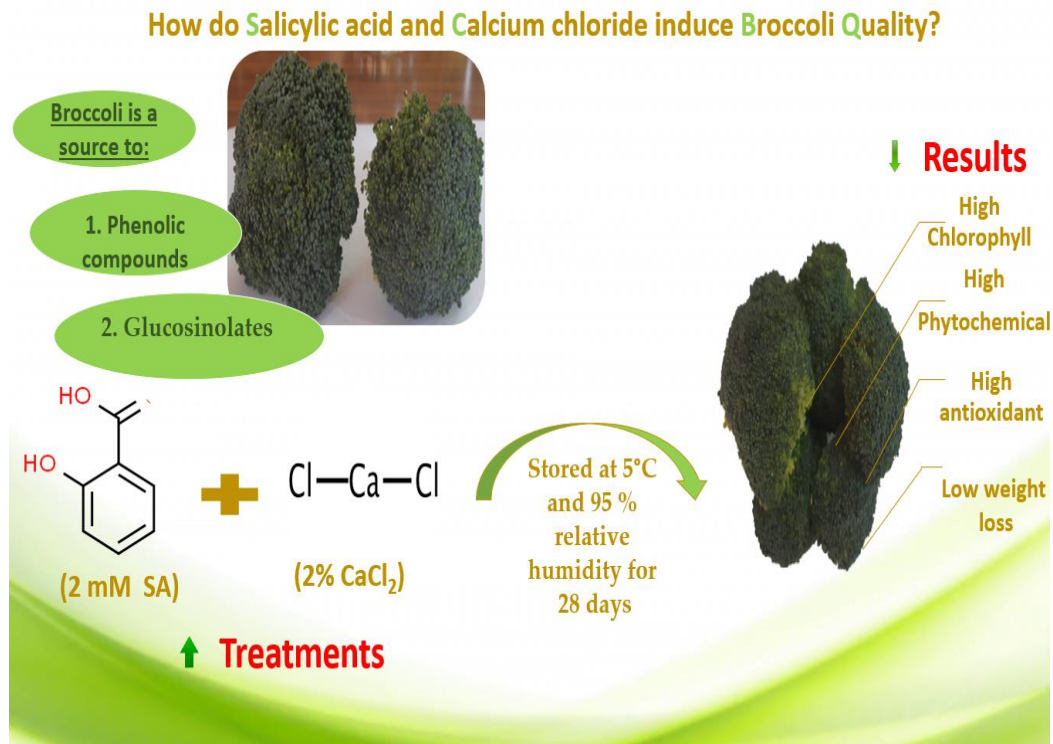 How do Salicylic acid and Calcium chloride induce Broccoli Quality?
Broccoli is a
source to:
1. Phenolic
compounds
2. Glucosinolates
HO
O
HO
Cl—Ca—Cl
(2 mM SA)
(2% CaCl₂)
Treatments
Stored at 5°C
and 95 %
relative
humidity for
28 days
Results
High
Chlorophyll
High
Phytochemical
High
antioxidant
Low weight
loss